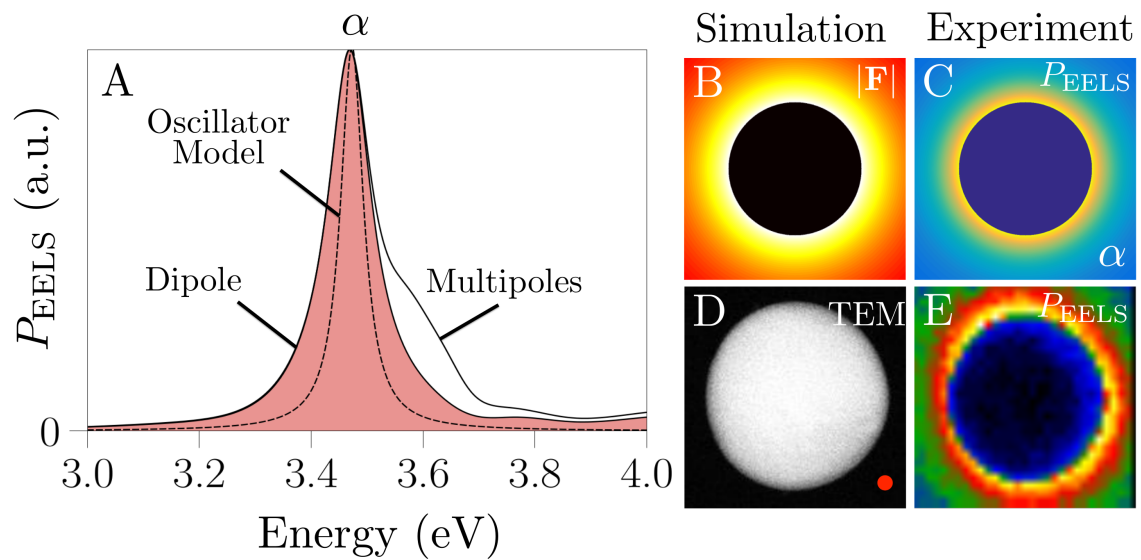 α
A
Oscillator
Model
Dipole
Multipoles
P_EELS (a.u.)
0
3.0 3.2 3.4 3.6 3.8 4.0
Energy (eV)
Simulation Experiment
B |F|
C P_EELS
α
D TEM
E P_EELS